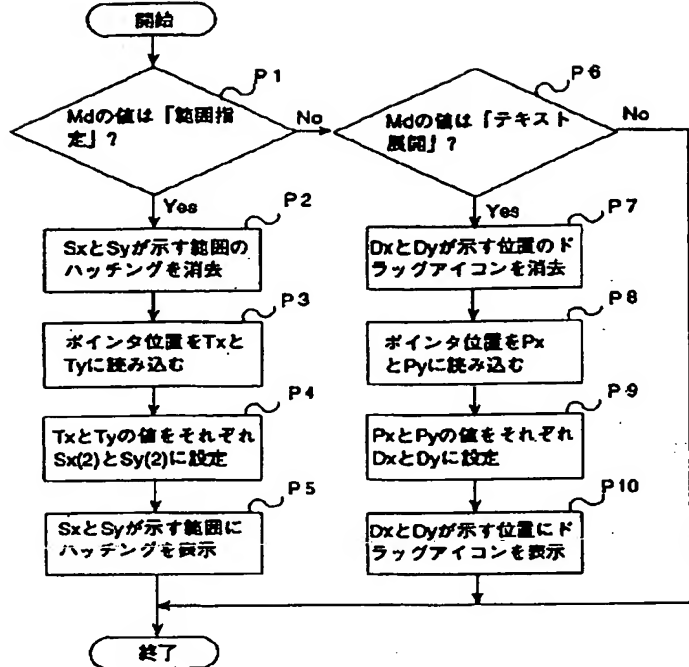 開始
P1
Mdの値は「範囲指
定」?
No
Yes
P2
SxとSyが示す範囲の
ハッチングを消去
P3
ポインタ位置をTxと
Tyに読み込む
P4
TxとTyの値をそれぞれ
Sx(2)とSy(2)に設定
P5
SxとSyが示す範囲に
ハッチングを表示
P6
Mdの値は「テキスト
展開」?
No
Yes
P7
DxとDyが示す位置のド
ラッグアイコンを消去
P8
ポインタ位置をPx
とPyに読み込む
P9
PxとPyの値をそれぞれ
DxとDyに設定
P10
DxとDyが示す位置にド
ラッグアイコンを表示
終了